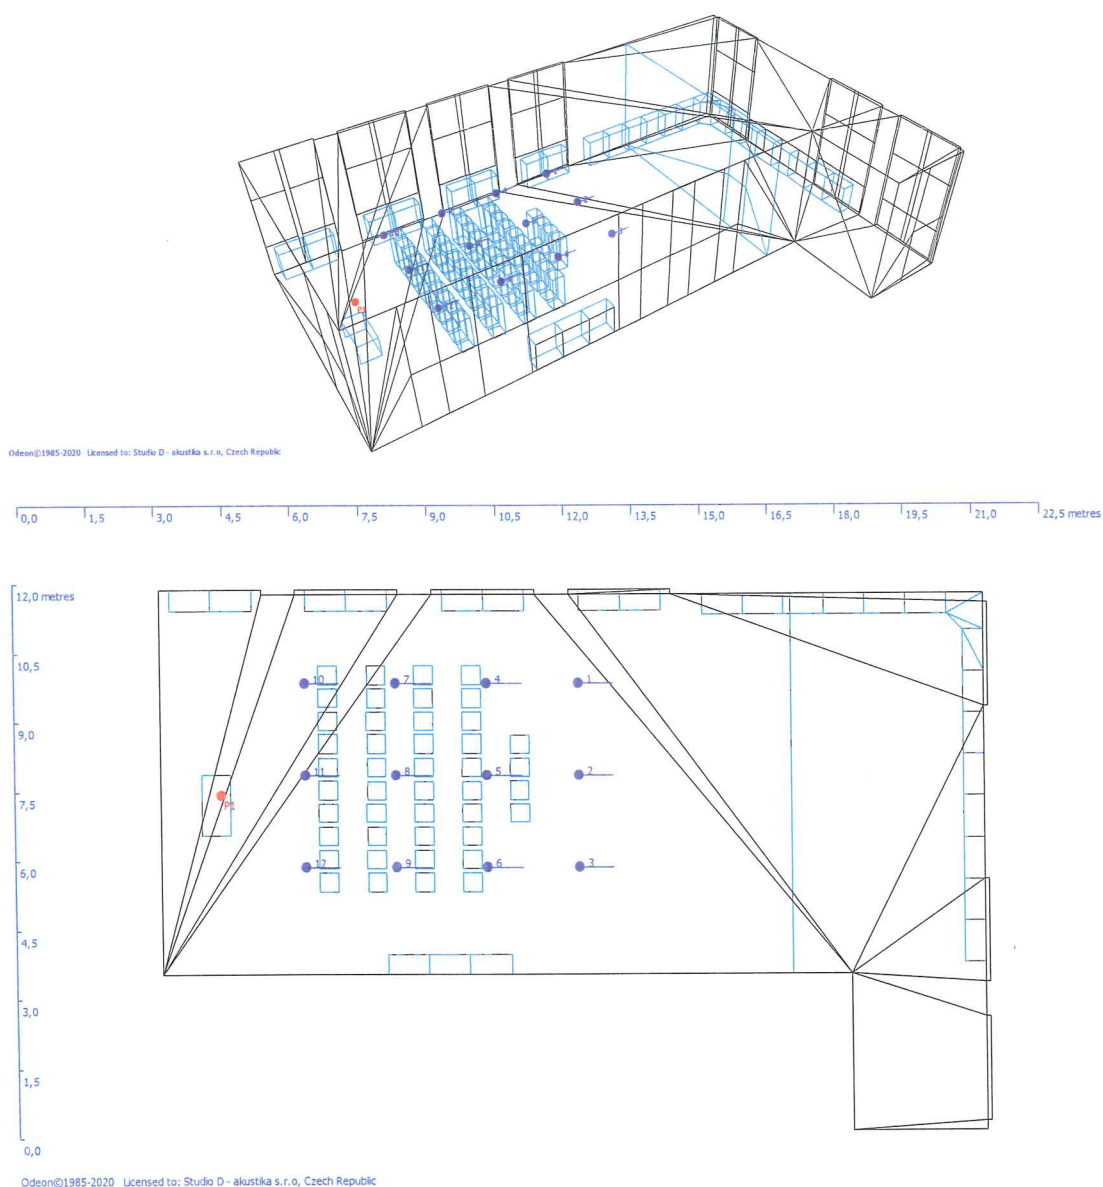 P1
Odeon©1985-2020 Licensed to: Studio D - akustika s.r.o, Czech Republic
0,0 1,5 3,0 4,5 6,0 7,5 9,0 10,5 12,0 13,5 15,0 16,5 18,0 19,5 21,0 22,5 metres
12,0 metres
10,5
10 7 4 1
9,0
11 8 5 2
7,5
P1
12 9 6 3
6,0
4,5
3,0
1,5
0,0
Odeon©1985-2020 Licensed to: Studio D - akustika s.r.o, Czech Republic